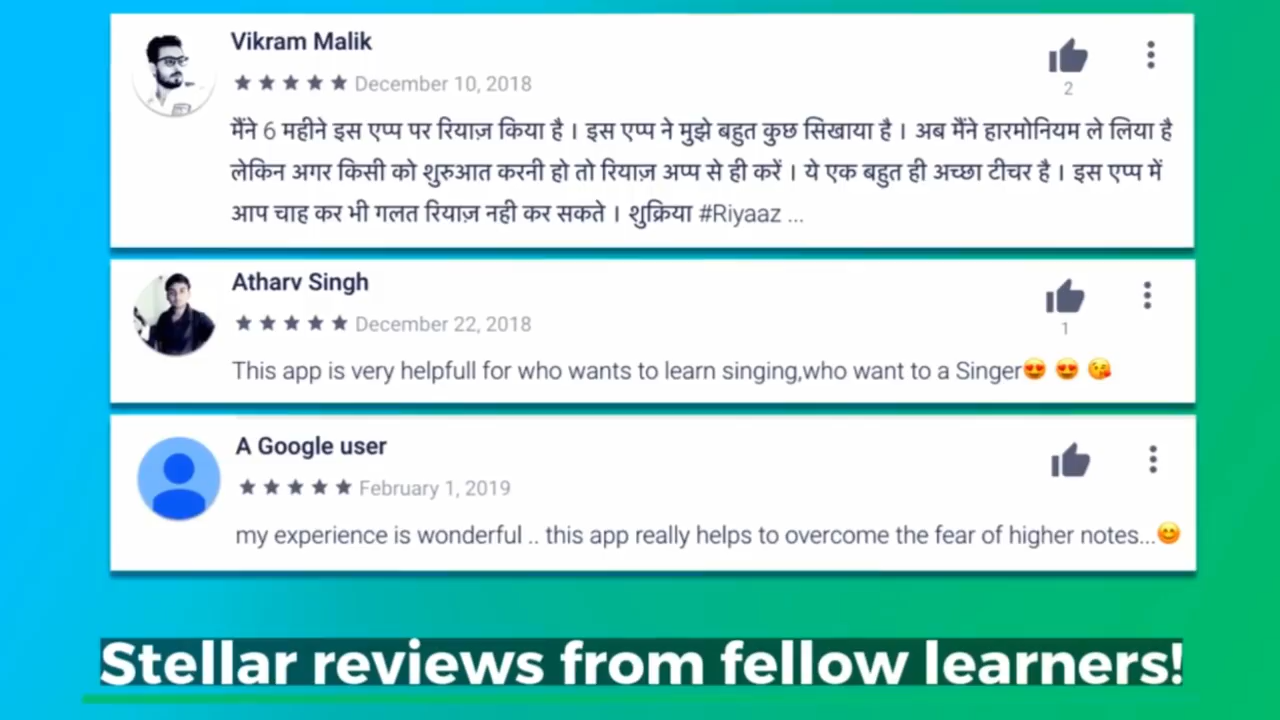 Vikram Malik
★★★★★ December 10, 2018
2
मैंने 6 महीने इस एप्प पर रियाज़ किया है । इस एप्प ने मुझे बहुत कुछ सिखाया है । अब मैंने हारमोनियम ले लिया है
लेकिन अगर किसी को शुरुआत करनी हो तो रियाज़ अप्प से ही करें । ये एक बहुत ही अच्छा टीचर है । इस एप्प में
आप चाह कर भी गलत रियाज़ नही कर सकते । शुक्रिया #Riyaaz ...
Atharv Singh
★★★★★ December 22, 2018
1
This app is very helpfull for who wants to learn singing,who want to a Singer😍 😍 😘
A Google user
★★★★★ February 1, 2019
my experience is wonderful .. this app really helps to overcome the fear of higher notes...😊
Stellar reviews from fellow learners!